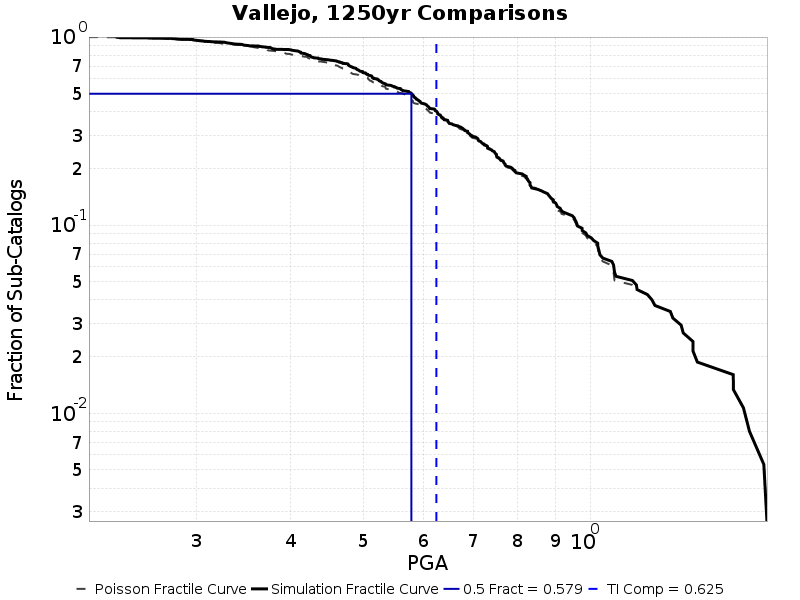 Vallejo, 1250yr Comparisons
10^0
7
5
3
2
10^-1
7
5
3
2
10^-2
7
5
3
Fraction of Sub-Catalogs
3 4 5 6 7 8 9 10^0
PGA
Poisson Fractile Curve Simulation Fractile Curve 0.5 Fract = 0.579 TI Comp = 0.625